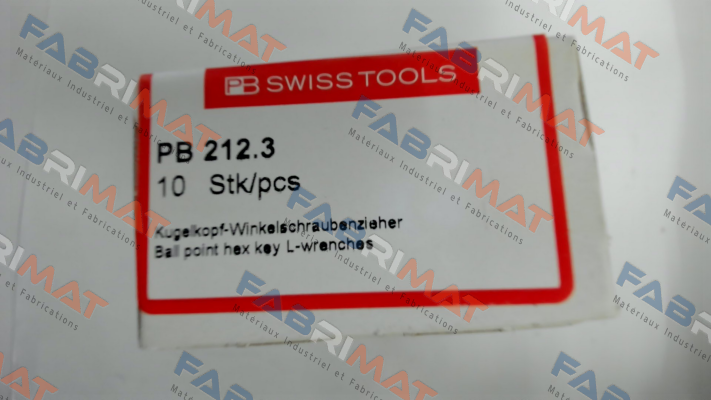 PB SWISS TOOLS
PB 212.3
10 Stk/pcs
Kugelkopf-Winkelschraubenzieher
Ball point hex key L-wrenches
FABRIMAT
Matériaux Industriel et Fabrications